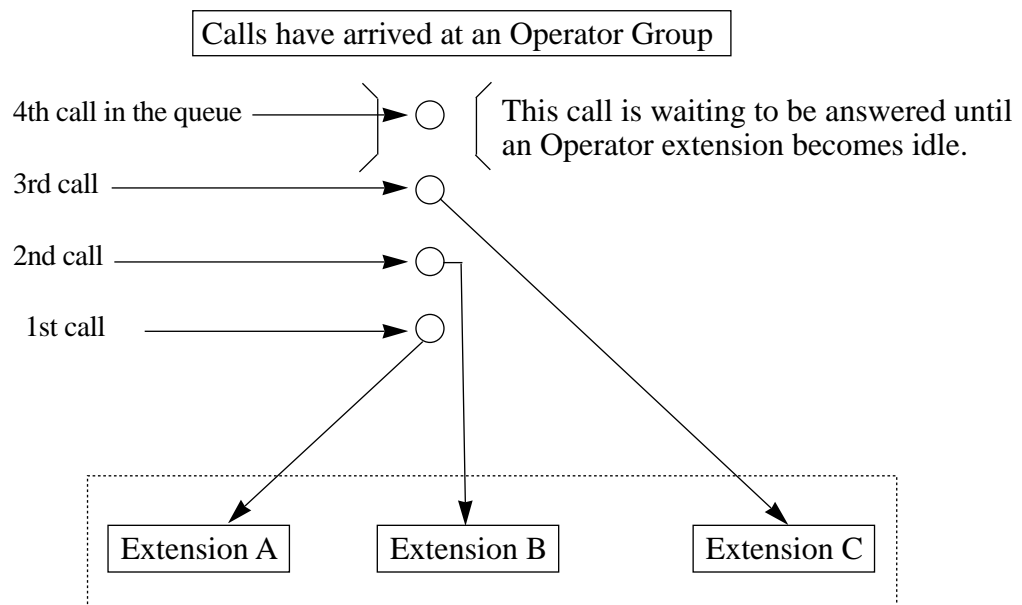 Calls have arrived at an Operator Group
4th call in the queue
This call is waiting to be answered until
an Operator extension becomes idle.
3rd call
2nd call
1st call
Extension A
Extension B
Extension C